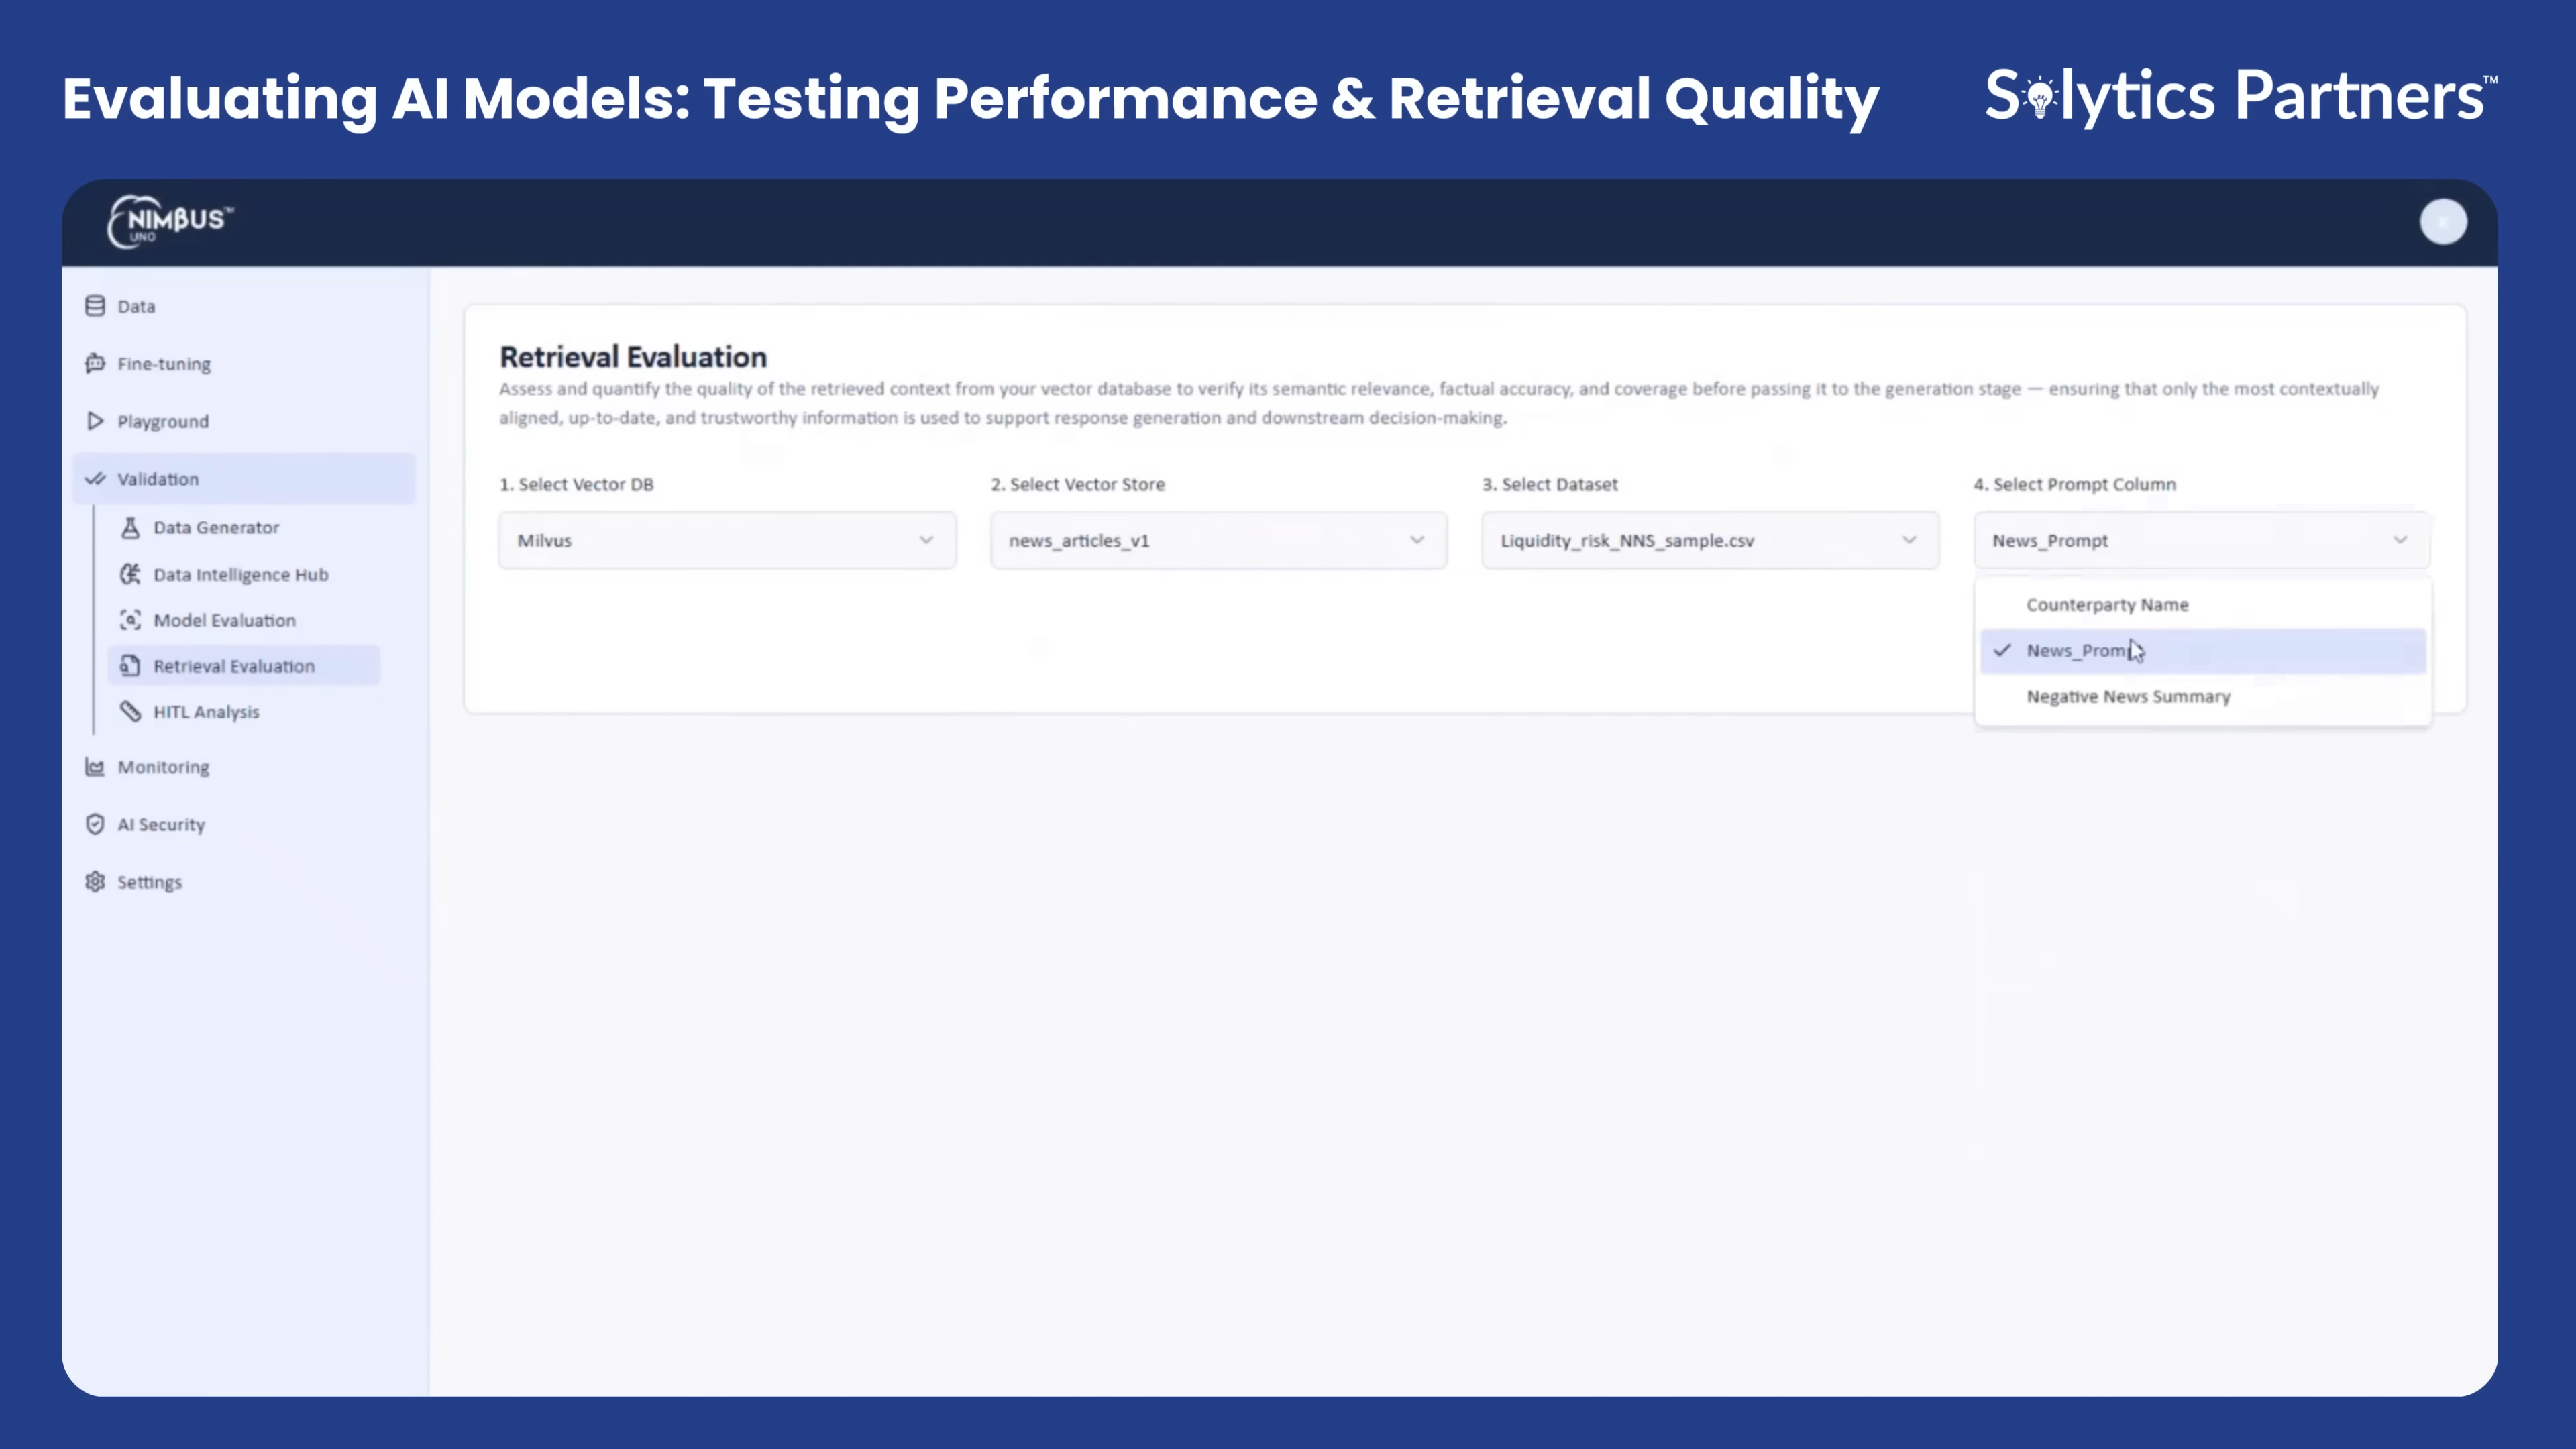 Evaluating AI Models: Testing Performance & Retrieval Quality
Solytics Partners™
NIMBUS™
UNO
Data
Fine-tuning
Playground
Validation
Data Generator
Data Intelligence Hub
Model Evaluation
Retrieval Evaluation
HITL Analysis
Monitoring
AI Security
Settings
Retrieval Evaluation
Assess and quantify the quality of the retrieved context from your vector database to verify its semantic relevance, factual accuracy, and coverage before passing it to the generation stage — ensuring that only the most contextually
aligned, up-to-date, and trustworthy information is used to support response generation and downstream decision-making.
1. Select Vector DB
Milvus
2. Select Vector Store
news_articles_v1
3. Select Dataset
Liquidity_risk_NNS_sample.csv
4. Select Prompt Column
News_Prompt
Counterparty Name
News_Prompt
Negative News Summary